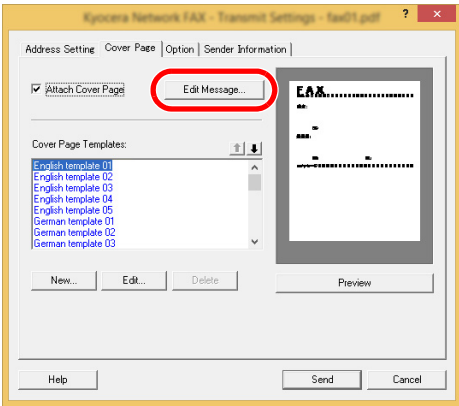 Kyocera Network FAX - Transmit Settings - fax01.pdf ? ×
Address Setting Cover Page Option Sender Information
Attach Cover Page Edit Message...
Cover Page Templates:
English template 01
English template 02
English template 03
English template 04
English template 05
German template 01
German template 02
German template 03
New... Edit... Delete
FAX
Preview
Help Send Cancel